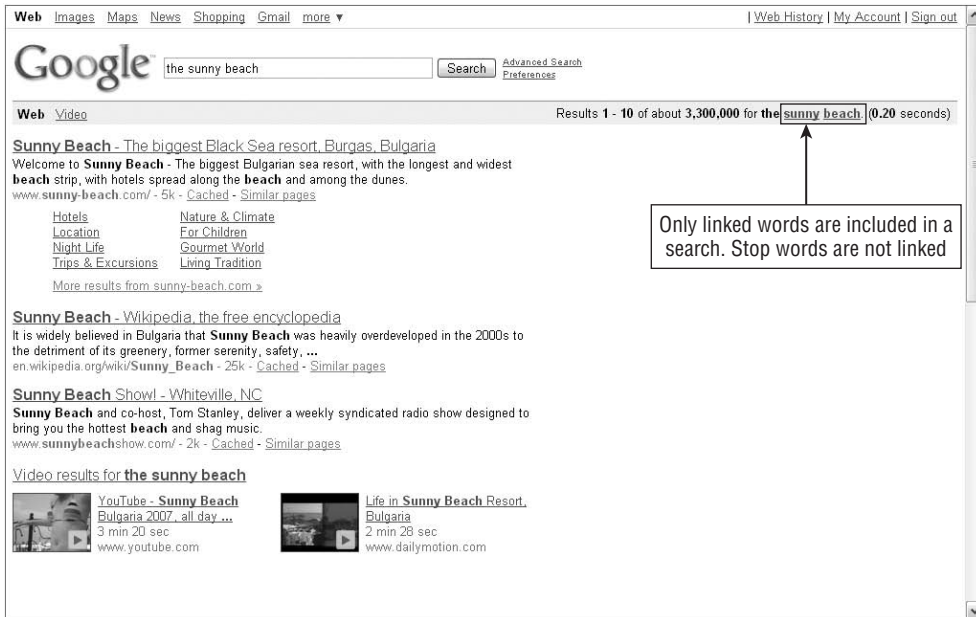 Web Images Maps News Shopping Gmail more ▼ | Web History | My Account | Sign out
Google the sunny beach Search Advanced Search
Preferences
Web Video Results 1 - 10 of about 3,300,000 for the sunny beach. (0.20 seconds)
Sunny Beach - The biggest Black Sea resort, Burgas, Bulgaria
Welcome to Sunny Beach - The biggest Bulgarian sea resort, with the longest and widest
beach strip, with hotels spread along the beach and among the dunes.
www.sunny-beach.com/ - 5k - Cached - Similar pages
Hotels Nature & Climate
Location For Children
Night Life Gourmet World
Trips & Excursions Living Tradition
More results from sunny-beach.com »
Only linked words are included in a
search. Stop words are not linked
Sunny Beach - Wikipedia, the free encyclopedia
It is widely believed in Bulgaria that Sunny Beach was heavily overdeveloped in the 2000s to
the detriment of its greenery, former serenity, safety, ...
en.wikipedia.org/wiki/Sunny_Beach - 25k - Cached - Similar pages
Sunny Beach Show! - Whiteville, NC
Sunny Beach and co-host, Tom Stanley, deliver a weekly syndicated radio show designed to
bring you the hottest beach and shag music.
www.sunnybeachshow.com/ - 2k - Cached - Similar pages
Video results for the sunny beach
YouTube - Sunny Beach
Bulgaria 2007, all day ...
3 min 20 sec
www.youtube.com
Life in Sunny Beach Resort,
Bulgaria
2 min 28 sec
www.dailymotion.com